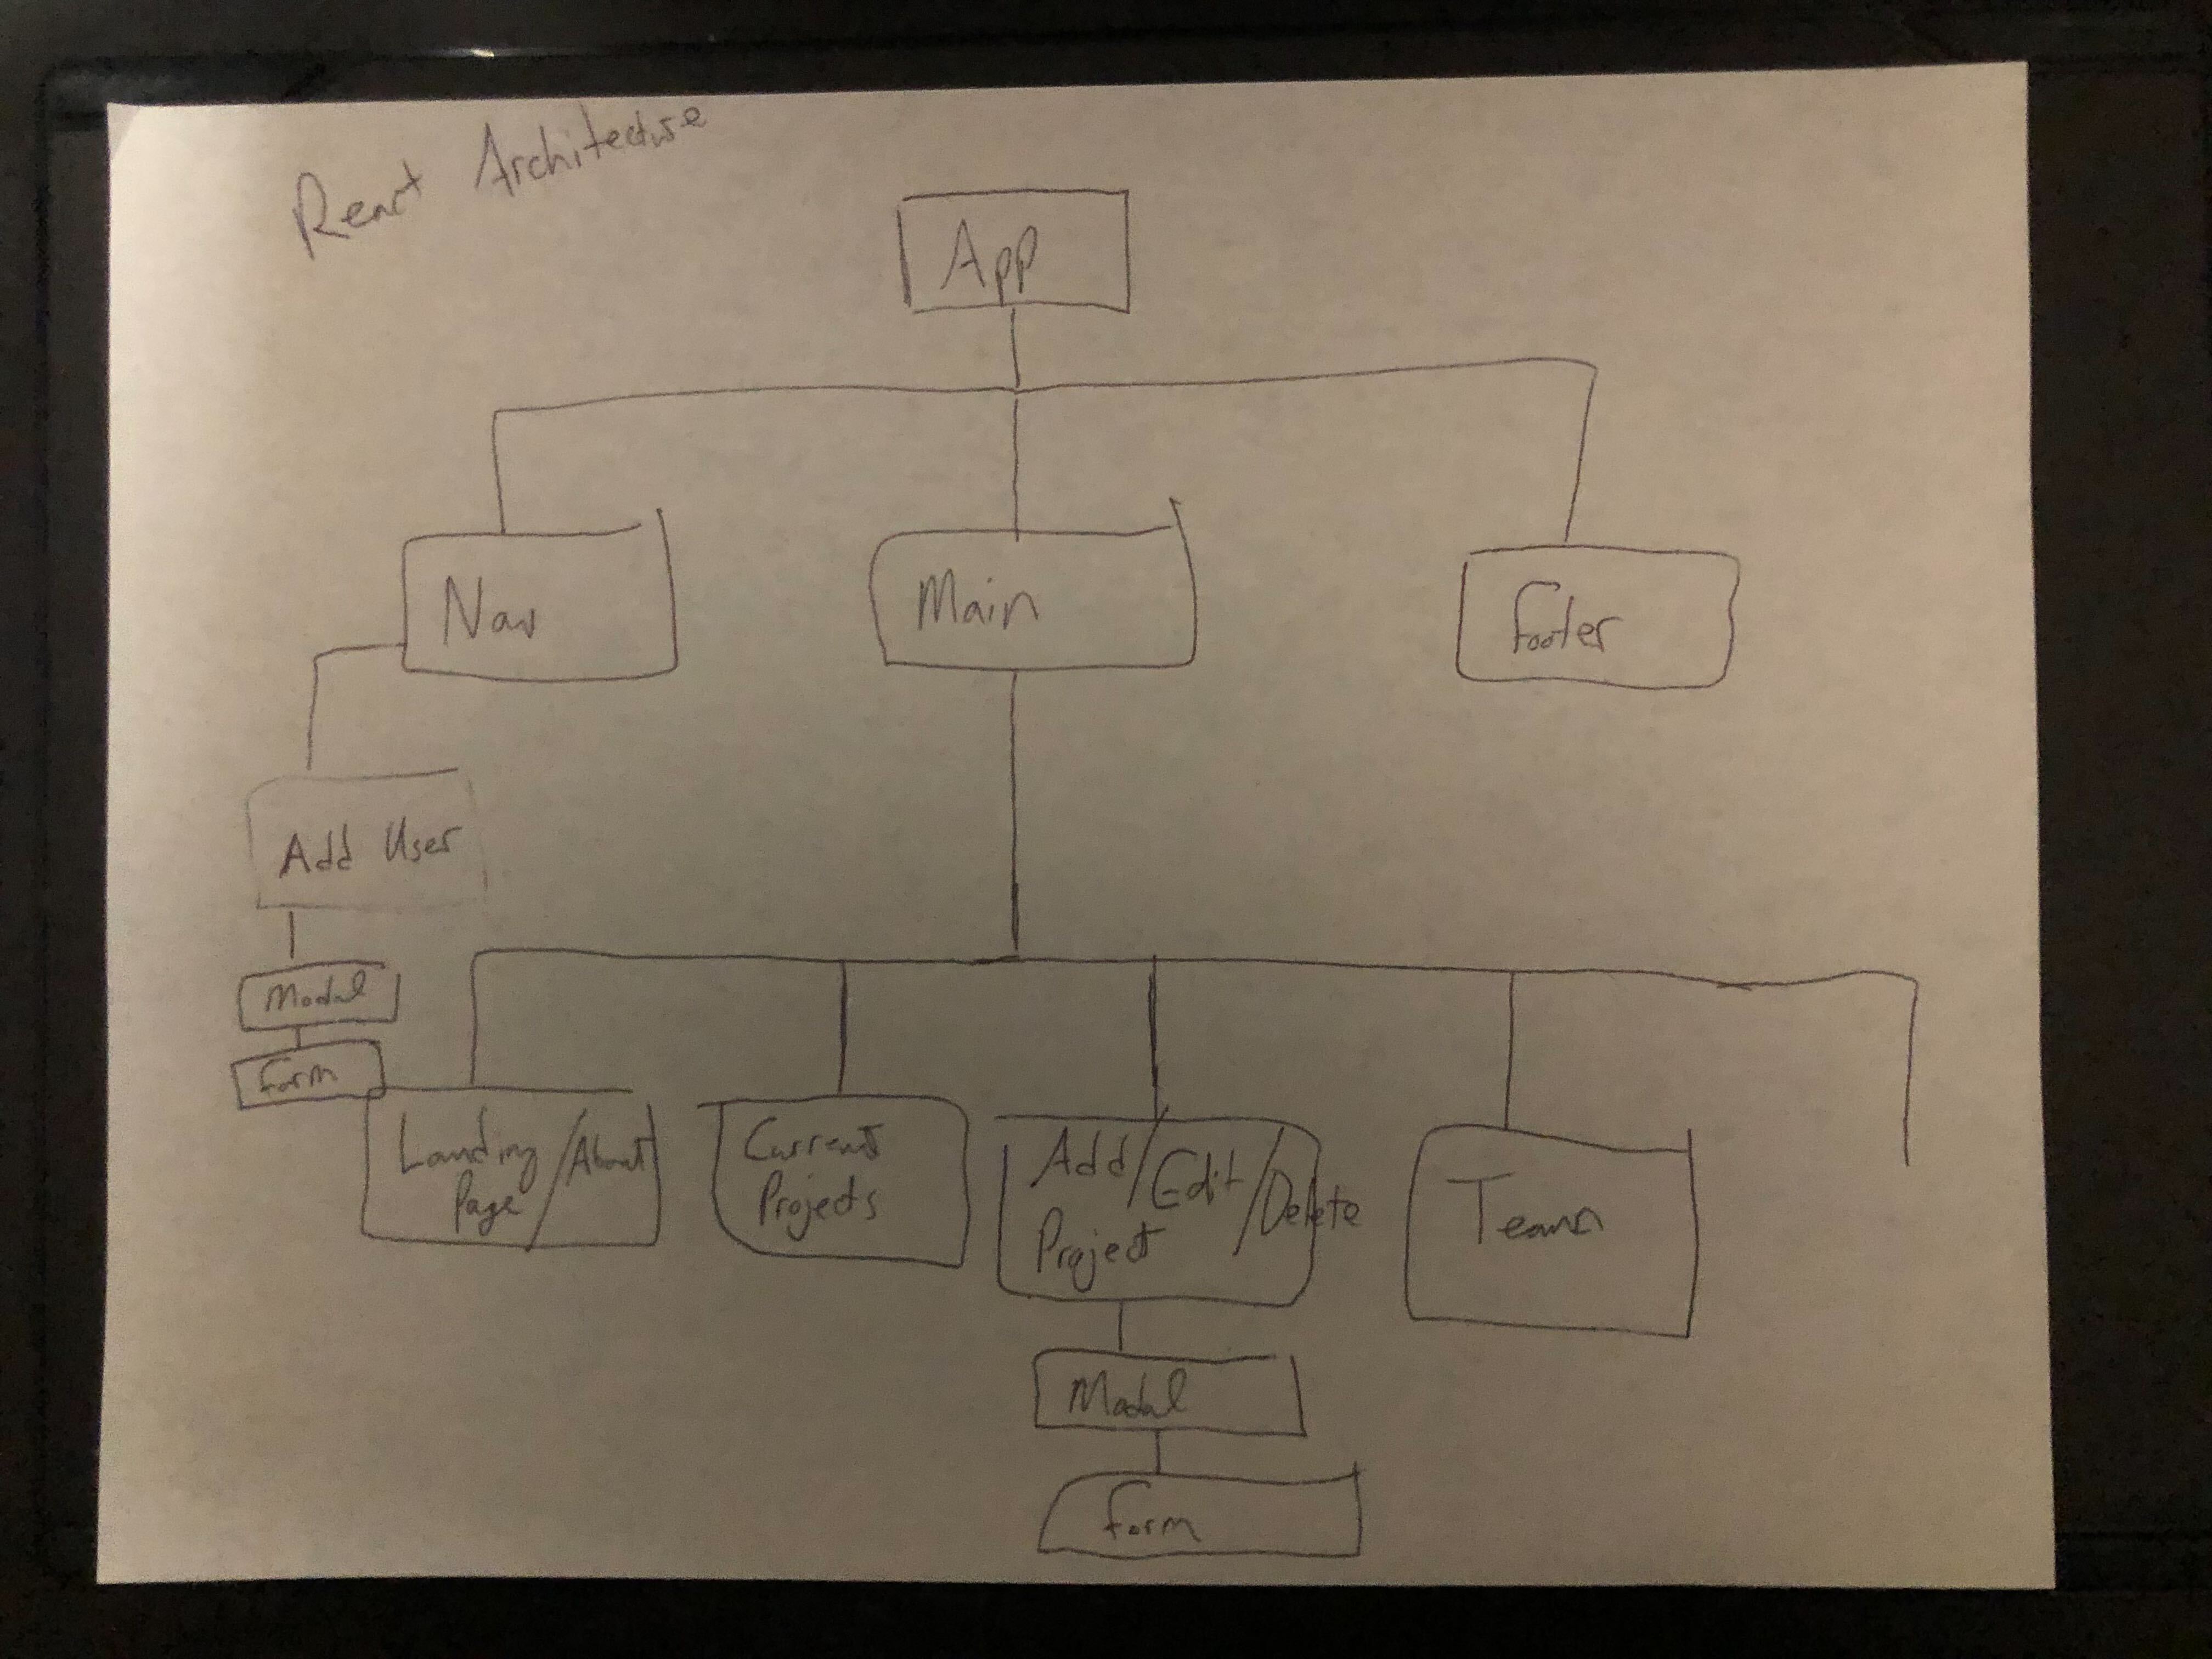 React Architecture
App
Nav
Main
Footer
Add User
Modal
Form
Landing Page/About
Current
Projects
Add/Edit/Delete
Project
Team
Modal
Form